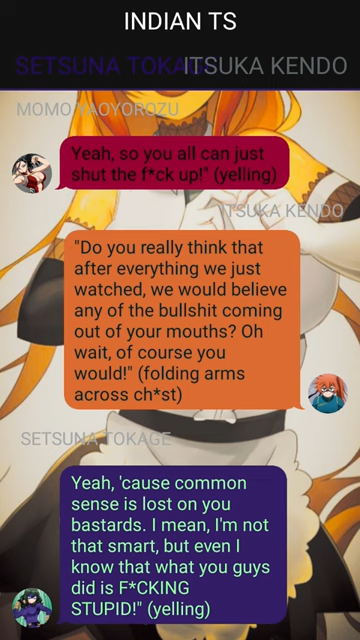 INDIAN TS
SETSUNA TOKAGE
ITSUKA KENDO
MOMO YAOYOROZU
Yeah, so you all can just
shut the f*ck up!" (yelling)
ITSUKA KENDO
"Do you really think that
after everything we just
watched, we would believe
any of the bullshit coming
out of your mouths? Oh
wait, of course you
would!" (folding arms
across ch*st)
SETSUNA TOKAGE
Yeah, 'cause common
sense is lost on you
bastards. I mean, I'm not
that smart, but even I
know that what you guys
did is F*CKING
STUPID!" (yelling)